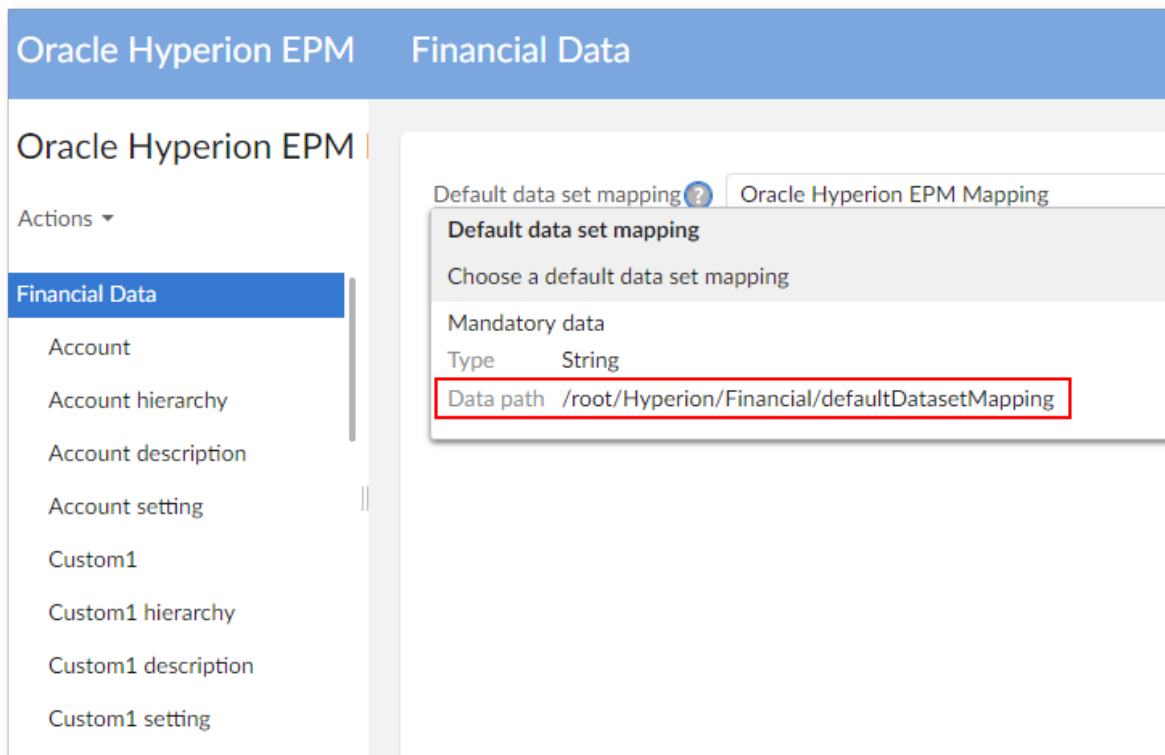 Oracle Hyperion EPM
Financial Data
Oracle Hyperion EPM
Actions
Financial Data
Account
Account hierarchy
Account description
Account setting
Custom1
Custom1 hierarchy
Custom1 description
Custom1 setting
Default data set mapping ? Oracle Hyperion EPM Mapping
Default data set mapping
Choose a default data set mapping
Mandatory data
Type String
Data path /root/Hyperion/Financial/defaultDatasetMapping